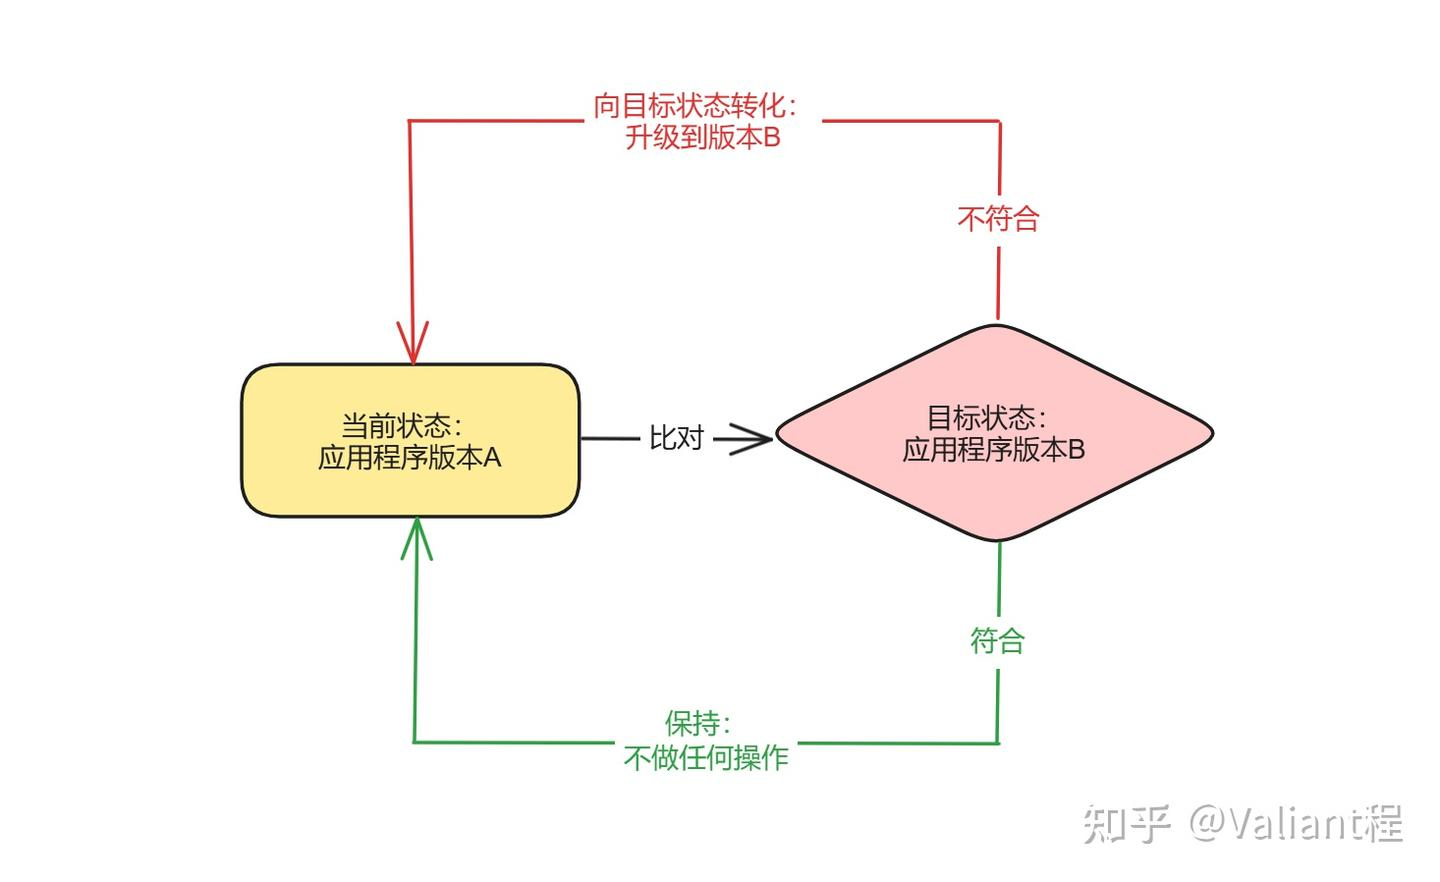 向目标状态转化：
升级到版本B
不符合
当前状态：
应用程序版本A
比对
目标状态：
应用程序版本B
符合
保持：
不做任何操作
知乎 @Valiant程